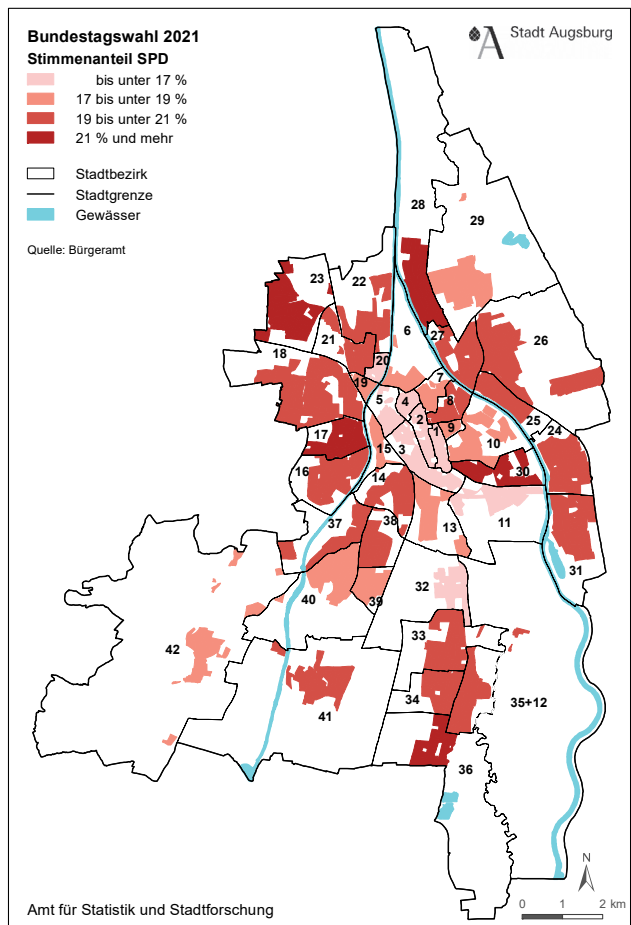 Bundestagswahl 2021
Stimmenanteil SPD
bis unter 17 %
17 bis unter 19 %
19 bis unter 21 %
21 % und mehr
Stadtbezirk
Stadtgrenze
Gewässer
Quelle: Bürgeramt
Stadt Augsburg
28
29
23
22
6
27
26
21
18
20
19
7
5
4
8
2
1
9
25
24
10
17
15
3
30
16
14
11
37
38
13
31
32
40
39
33
42
34
35+12
41
36
N
0 1 2 km
Amt für Statistik und Stadtforschung